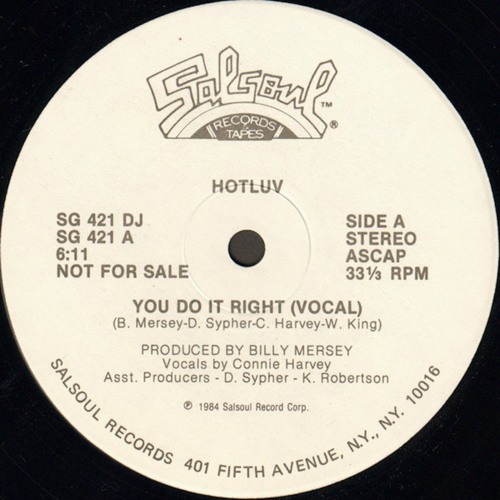 Salsoul ™
RECORDS & TAPES ®
HOTLUV
SG 421 DJ
SG 421 A
6:11
NOT FOR SALE
SIDE A
STEREO
ASCAP
33⅓ RPM
YOU DO IT RIGHT (VOCAL)
(B. Mersey-D. Sypher-C. Harvey-W. King)
PRODUCED BY BILLY MERSEY
Vocals by Connie Harvey
Asst. Producers - D. Sypher - K. Robertson
℗ 1984 Salsoul Record Corp.
SALSOUL RECORDS 401 FIFTH AVENUE, N.Y., N.Y. 10016